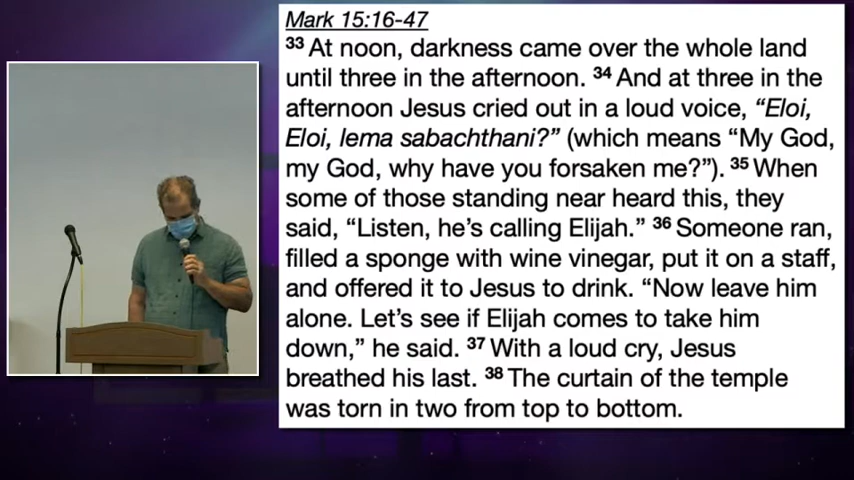 Mark 15:16-47
33 At noon, darkness came over the whole land
until three in the afternoon. 34 And at three in the
afternoon Jesus cried out in a loud voice, “Eloi,
Eloi, lema sabachthani?” (which means “My God,
my God, why have you forsaken me?”). 35 When
some of those standing near heard this, they
said, “Listen, he’s calling Elijah.” 36 Someone ran,
filled a sponge with wine vinegar, put it on a staff,
and offered it to Jesus to drink. “Now leave him
alone. Let’s see if Elijah comes to take him
down,” he said. 37 With a loud cry, Jesus
breathed his last. 38 The curtain of the temple
was torn in two from top to bottom.